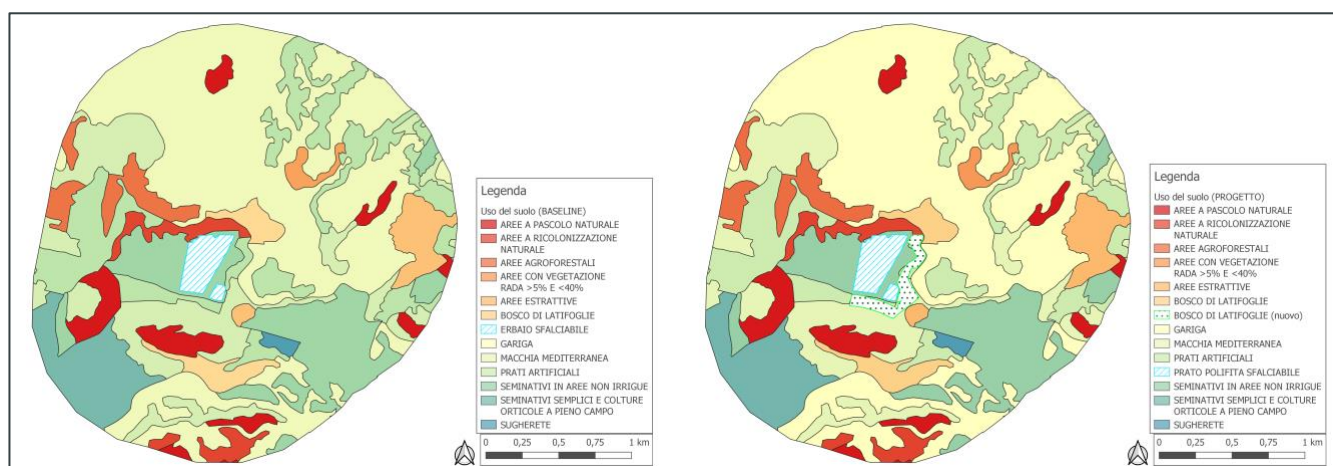 Legenda
Uso del suolo (BASELINE)
AREE A PASCOLO NATURALE
AREE A RICOLONIZZAZIONE
NATURALE
AREE AGROFORESTALI
AREE CON VEGETAZIONE
RADA >5% E <40%
AREE ESTRATTIVE
BOSCO DI LATIFOGLIE
ERBAIO SFALCIABILE
GARIGA
MACCHIA MEDITERRANEA
PRATI ARTIFICIALI
SEMINATIVI IN AREE NON IRRIGUE
SEMINATIVI SEMPLICI E COLTURE
ORTICOLE A PIENO CAMPO
SUGHERETE
0 0,25 0,5 0,75 1 km
Legenda
Uso del suolo (PROGETTO)
AREE A PASCOLO NATURALE
AREE A RICOLONIZZAZIONE
NATURALE
AREE AGROFORESTALI
AREE CON VEGETAZIONE
RADA >5% E <40%
AREE ESTRATTIVE
BOSCO DI LATIFOGLIE
BOSCO DI LATIFOGLIE (nuovo)
GARIGA
MACCHIA MEDITERRANEA
PRATI ARTIFICIALI
PRATO POLIFITA SFALCIABILE
SEMINATIVI IN AREE NON IRRIGUE
SEMINATIVI SEMPLICI E COLTURE
ORTICOLE A PIENO CAMPO
SUGHERETE
0 0,25 0,5 0,75 1 km